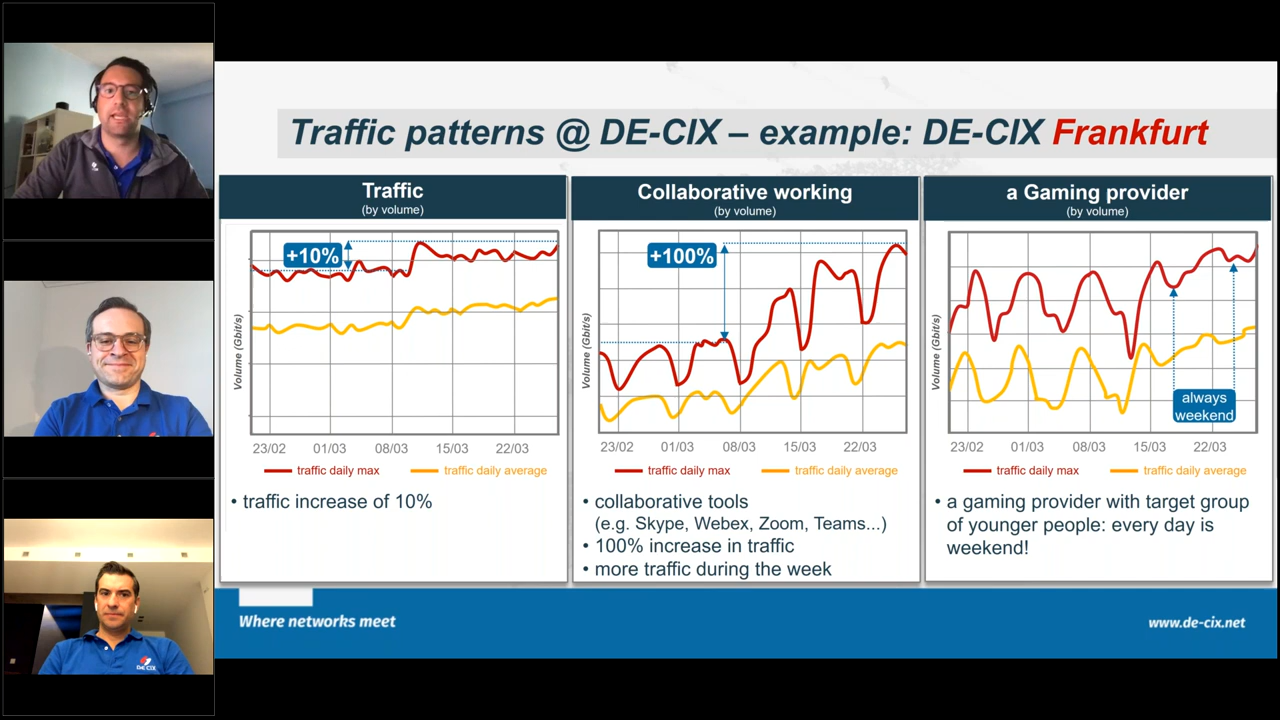 Traffic patterns @ DE-CIX – example: DE-CIX Frankfurt
Traffic
(by volume)
+10%
Volume (Gbit/s)
23/02 01/03 08/03 15/03 22/03
traffic daily max traffic daily average
• traffic increase of 10%
Collaborative working
(by volume)
+100%
Volume (Gbit/s)
23/02 01/03 08/03 15/03 22/03
traffic daily max traffic daily average
• collaborative tools
(e.g. Skype, Webex, Zoom, Teams...)
• 100% increase in traffic
• more traffic during the week
a Gaming provider
(by volume)
Volume (Gbit/s)
always
weekend
23/02 01/03 08/03 15/03 22/03
traffic daily max traffic daily average
• a gaming provider with target group
of younger people: every day is
weekend!
Where networks meet
www.de-cix.net
DE CIX